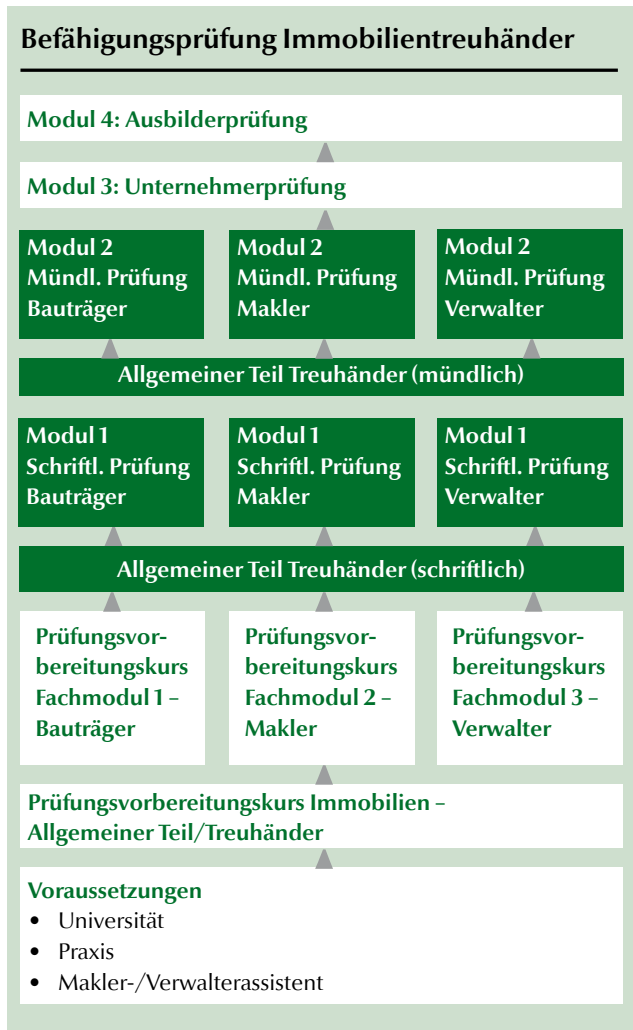 Befähigungsprüfung Immobilientreuhänder
Modul 4: Ausbilderprüfung
Modul 3: Unternehmerprüfung
Modul 2
Mündl. Prüfung
Bauträger
Modul 2
Mündl. Prüfung
Makler
Modul 2
Mündl. Prüfung
Verwalter
Allgemeiner Teil Treuhänder (mündlich)
Modul 1
Schriftl. Prüfung
Bauträger
Modul 1
Schriftl. Prüfung
Makler
Modul 1
Schriftl. Prüfung
Verwalter
Allgemeiner Teil Treuhänder (schriftlich)
Prüfungsvor-
bereitungskurs
Fachmodul 1 –
Bauträger
Prüfungsvor-
bereitungskurs
Fachmodul 2 –
Makler
Prüfungsvor-
bereitungskurs
Fachmodul 3 –
Verwalter
Prüfungsvorbereitungskurs Immobilien –
Allgemeiner Teil/Treuhänder
Voraussetzungen
• Universität
• Praxis
• Makler-/Verwalterassistent